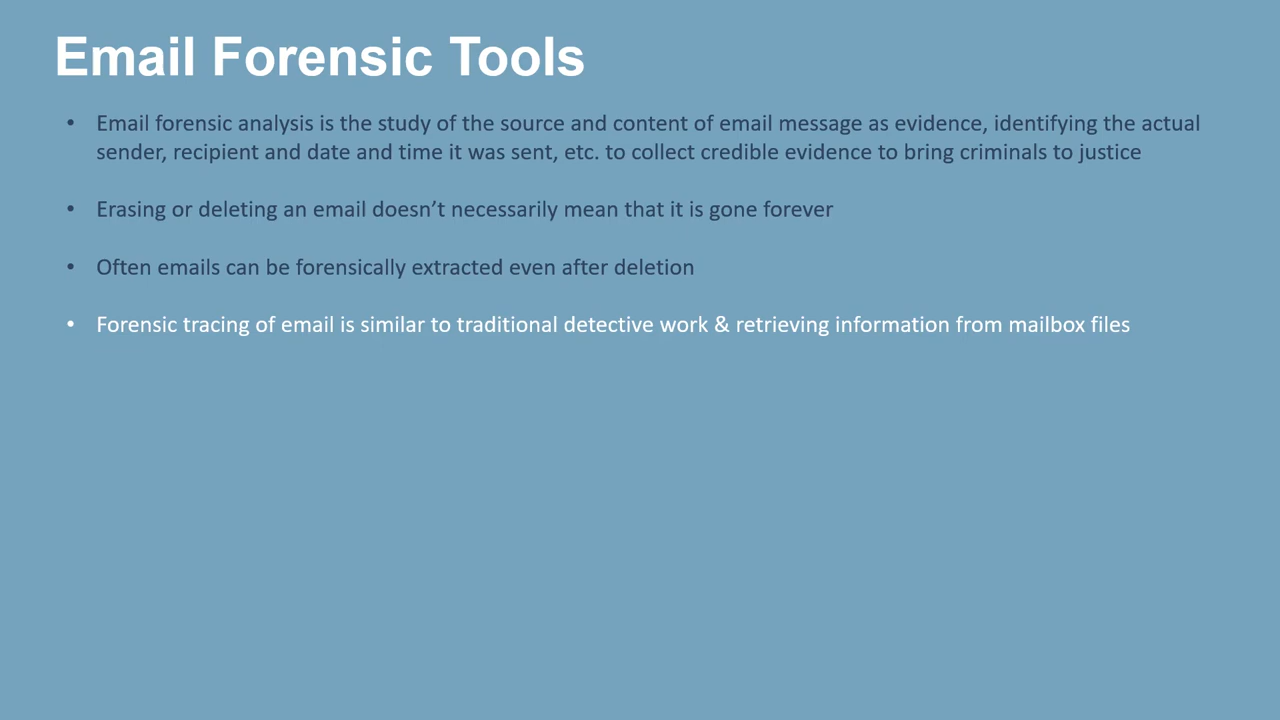 Email Forensic Tools
• Email forensic analysis is the study of the source and content of email message as evidence, identifying the actual
sender, recipient and date and time it was sent, etc. to collect credible evidence to bring criminals to justice
• Erasing or deleting an email doesn’t necessarily mean that it is gone forever
• Often emails can be forensically extracted even after deletion
• Forensic tracing of email is similar to traditional detective work & retrieving information from mailbox files